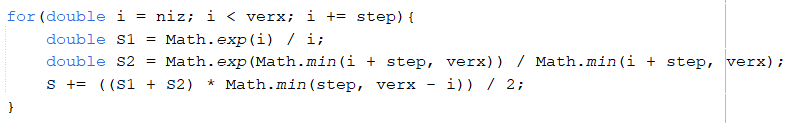 for(double i = niz; i < verx; i += step){
double S1 = Math.exp(i) / i;
double S2 = Math.exp(Math.min(i + step, verx)) / Math.min(i + step, verx);
S += ((S1 + S2) * Math.min(step, verx - i)) / 2;
}